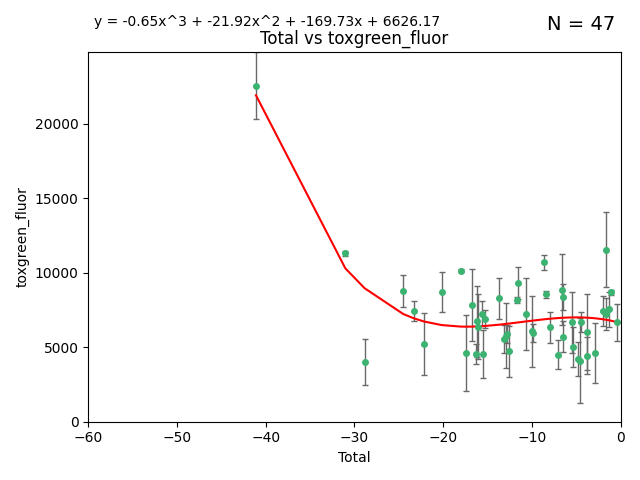 y = -0.65x^3 + -21.92x^2 + -169.73x + 6626.17
N = 47
Total vs toxgreen_fluor
20000
15000
10000
5000
0
toxgreen_fluor
−60
−50
−40
−30
−20
−10
0
Total